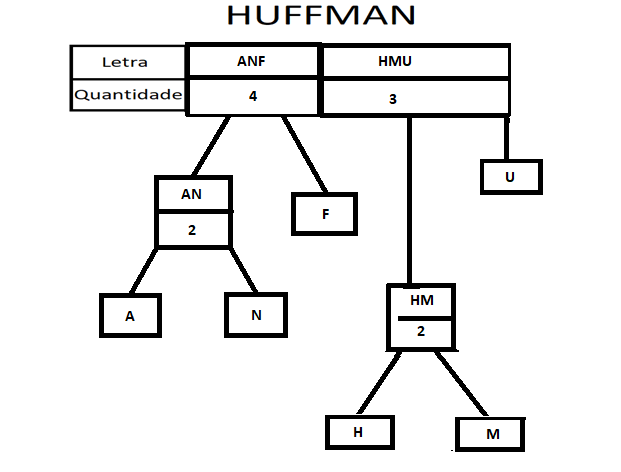 HUFFMAN
Letra ANF HMU
Quantidade 4 3
U
AN
F
2
HM
A N
2
H M